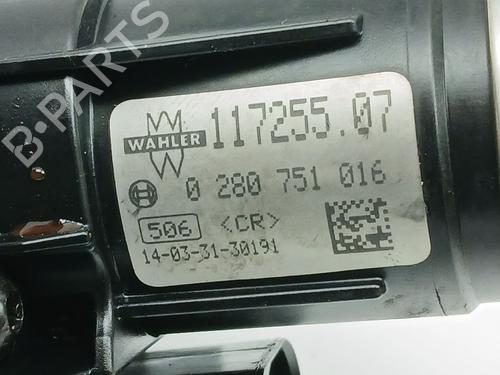 B-PARTS
WAHLER 117255.07
0 280 751 016
506 <CR>
14-03-31-30191